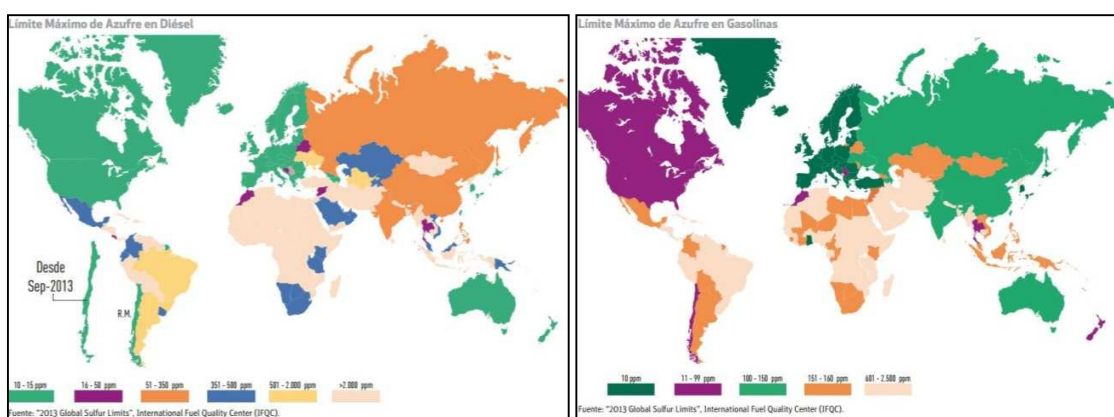 Límite Máximo de Azufre en Diésel
Desde
Sep-2013
R.M.
10 - 15 ppm
16 - 50 ppm
51 - 350 ppm
351 - 500 ppm
501 - 2.000 ppm
>2.000 ppm
Fuente: "2013 Global Sulfur Limits", International Fuel Quality Center (IFQC).
Límite Máximo de Azufre en Gasolinas
10 ppm
11 - 99 ppm
100 - 150 ppm
151 - 160 ppm
601 - 2.500 ppm
Fuente: "2013 Global Sulfur Limits", International Fuel Quality Center (IFQC).